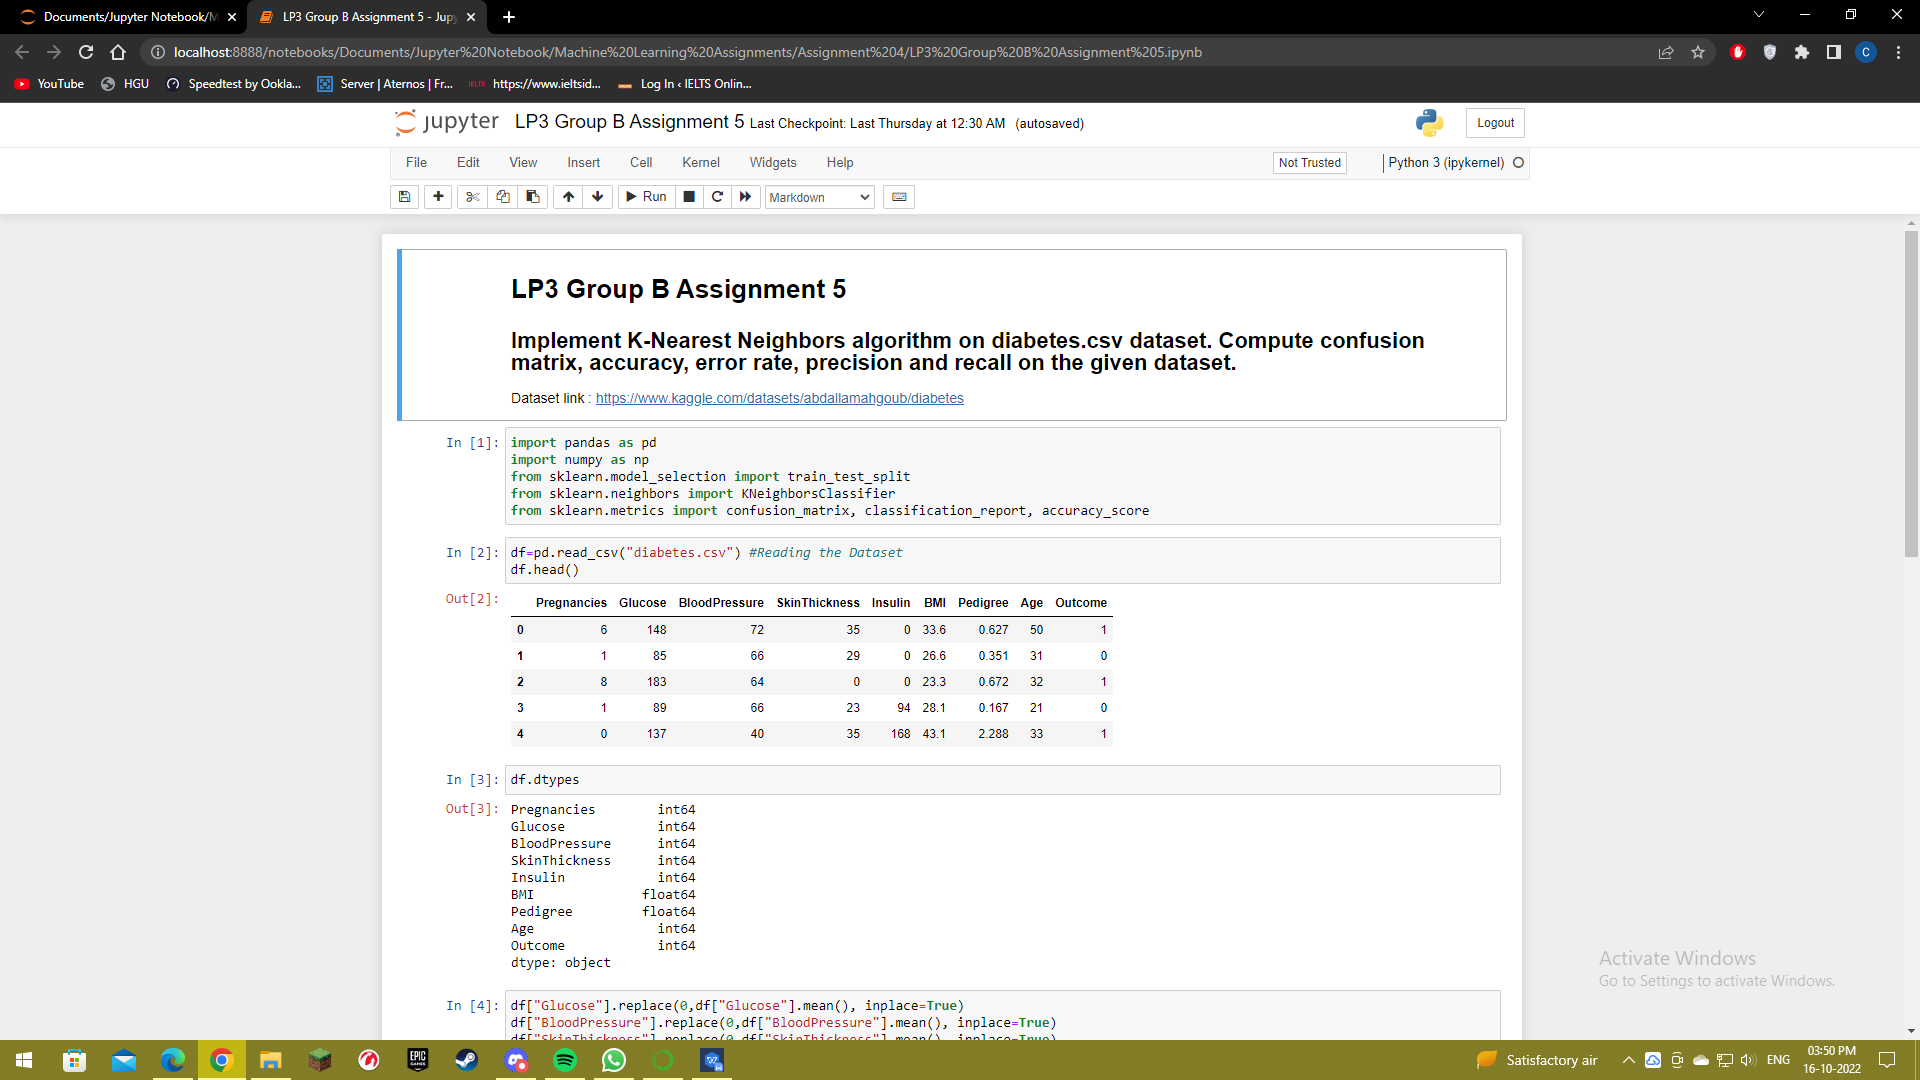 Documents/Jupyter Notebook/M
LP3 Group B Assignment 5 - Jupy
localhost:8888/notebooks/Documents/Jupyter%20Notebook/Machine%20Learning%20Assignments/Assignment%204/LP3%20Group%20B%20Assignment%205.ipynb
C
YouTube HGU Speedtest by Ookla... Server | Aternos | Fr... IELTS https://www.ieltsid... Log In ‹ IELTS Onlin...
jupyter LP3 Group B Assignment 5 Last Checkpoint: Last Thursday at 12:30 AM (autosaved)
Logout
File Edit View Insert Cell Kernel Widgets Help
Not Trusted Python 3 (ipykernel)
Run Markdown
LP3 Group B Assignment 5
Implement K-Nearest Neighbors algorithm on diabetes.csv dataset. Compute confusion
matrix, accuracy, error rate, precision and recall on the given dataset.
Dataset link : https://www.kaggle.com/datasets/abdallamahgoub/diabetes
In [1]: import pandas as pd
import numpy as np
from sklearn.model_selection import train_test_split
from sklearn.neighbors import KNeighborsClassifier
from sklearn.metrics import confusion_matrix, classification_report, accuracy_score
In [2]: df=pd.read_csv("diabetes.csv") #Reading the Dataset
df.head()
Out[2]: Pregnancies Glucose BloodPressure SkinThickness Insulin BMI Pedigree Age Outcome
0 6 148 72 35 0 33.6 0.627 50 1
1 1 85 66 29 0 26.6 0.351 31 0
2 8 183 64 0 0 23.3 0.672 32 1
3 1 89 66 23 94 28.1 0.167 21 0
4 0 137 40 35 168 43.1 2.288 33 1
In [3]: df.dtypes
Out[3]: Pregnancies int64
Glucose int64
BloodPressure int64
SkinThickness int64
Insulin int64
BMI float64
Pedigree float64
Age int64
Outcome int64
dtype: object
In [4]: df["Glucose"].replace(0,df["Glucose"].mean(), inplace=True)
df["BloodPressure"].replace(0,df["BloodPressure"].mean(), inplace=True)
df["SkinThickness"].replace(0,df["SkinThickness"].mean(), inplace=True)
Activate Windows
Go to Settings to activate Windows.
EPIC GAMES
Satisfactory air ENG 03:50 PM
16-10-2022